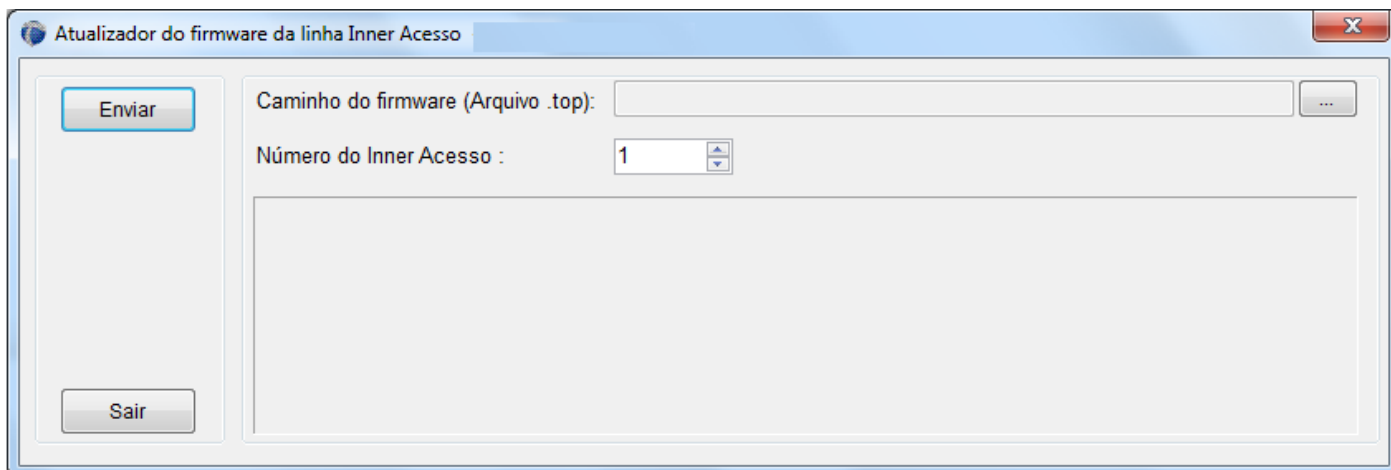 Atualizador do firmware da linha Inner Acesso
Enviar
Caminho do firmware (Arquivo .top):
...
Número do Inner Acesso :
1
Sair